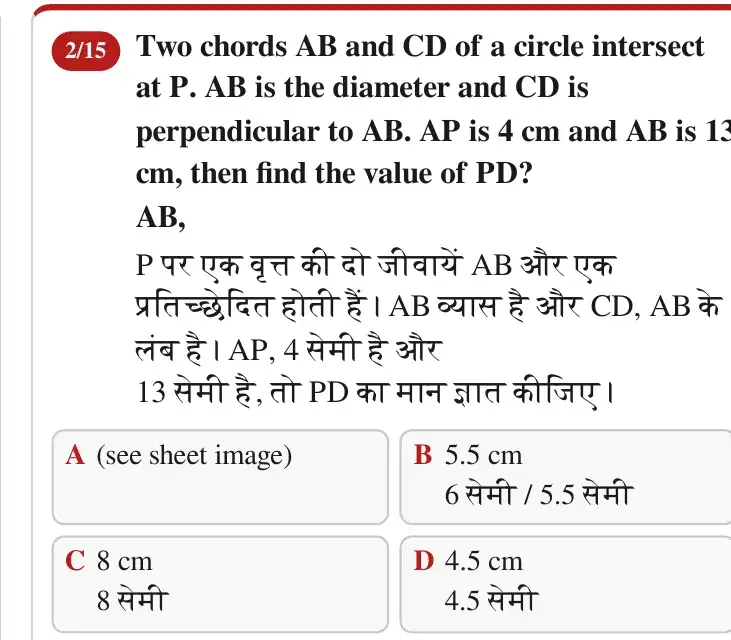 2/15 Two chords AB and CD of a circle intersect
at P. AB is the diameter and CD is
perpendicular to AB. AP is 4 cm and AB is 13
cm, then find the value of PD?
AB,
P पर एक वृत्त की दो जीवायें AB और एक
प्रतिच्छेदित होती हैं। AB व्यास है और CD, AB के
लंब है। AP, 4 सेमी है और
13 सेमी है, तो PD का मान ज्ञात कीजिए।
A (see sheet image)
B 5.5 cm
6 सेमी / 5.5 सेमी
C 8 cm
8 सेमी
D 4.5 cm
4.5 सेमी